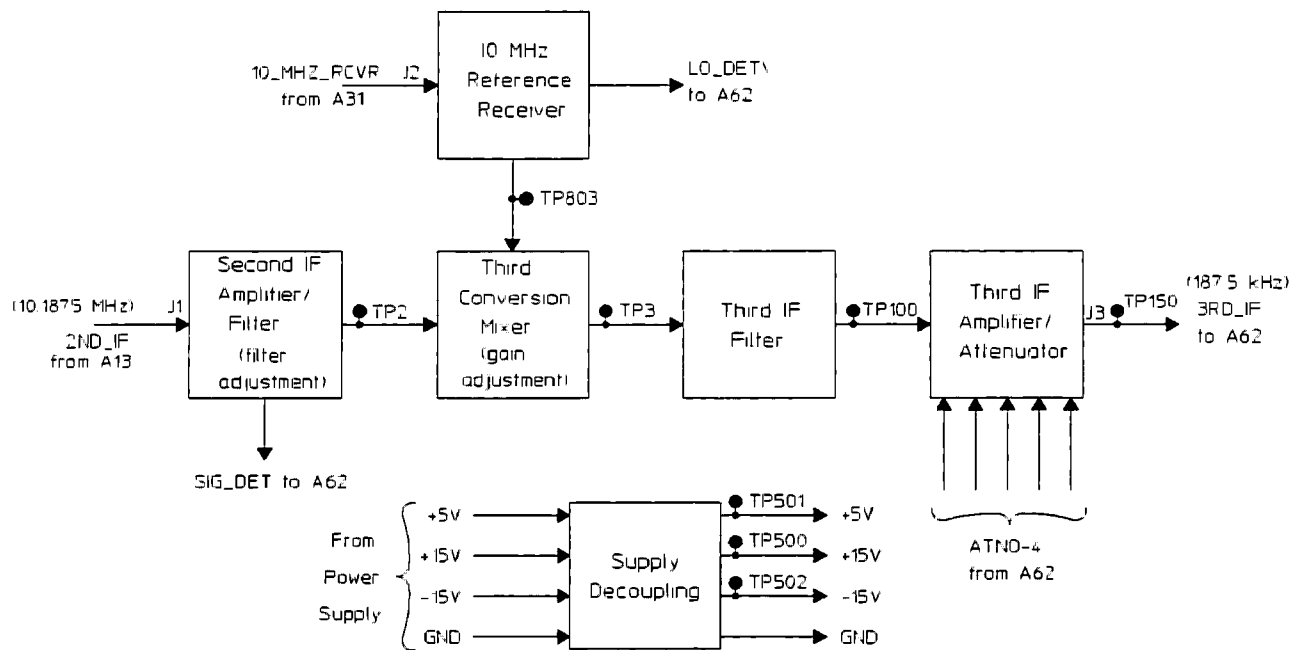 10 MHz
Reference
Receiver
10_MHZ_RCVR
from A31
J2
LO_DET\
to A62
TP803
(10.1875 MHz)
J1
2ND_IF
from A13
Second IF
Amplifier/
Filter
(filter
adjustment)
TP2
Third
Conversion
Mixer
(gain
adjustment)
TP3
Third IF
Filter
TP100
Third IF
Amplifier/
Attenuator
J3
TP150
(187.5 kHz)
3RD_IF
to A62
SIG_DET to A62
ATN0-4
from A62
From
Power
Supply
+5V
+15V
-15V
GND
Supply
Decoupling
TP501
TP500
TP502
+5V
+15V
-15V
GND